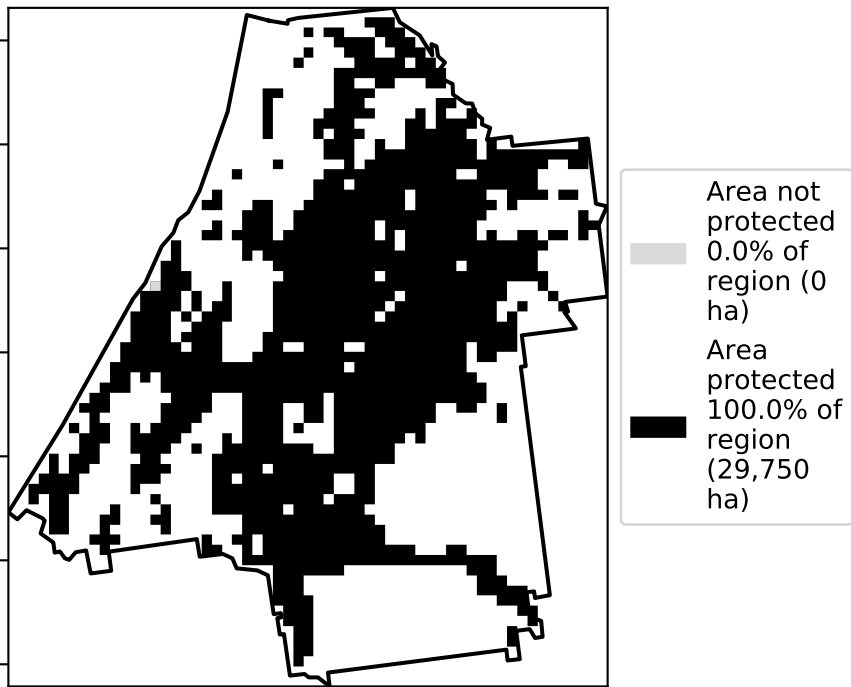 Area not
protected
0.0% of
region (0
ha)
Area
protected
100.0% of
region
(29,750
ha)